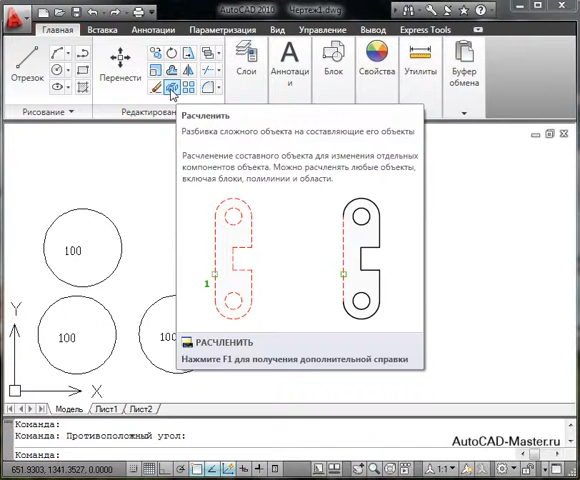 AutoCAD 2010 Чертеж1.dwg
Главная Вставка Аннотации Параметризация Вид Управление Вывод Express Tools
Отрезок
Перенести
Слои
Аннотаци
и
Блок
Свойства
Утилиты
Буфер
обмена
Рисование
Редактирован
Расчленить
Разбивка сложного объекта на составляющие его объекты
Расчленение составного объекта для изменения отдельных
компонентов объекта. Можно расчленять любые объекты,
включая блоки, полилинии и области.
1
РАСЧЛЕНИТЬ
Нажмите F1 для получения дополнительной справки
100
100
100
Y
X
Модель Лист1 Лист2
Команда:
Команда: Противоположный угол:
Команда:
AutoCAD-Master.ru
651.9303, 1341.3527, 0.0000
1:1